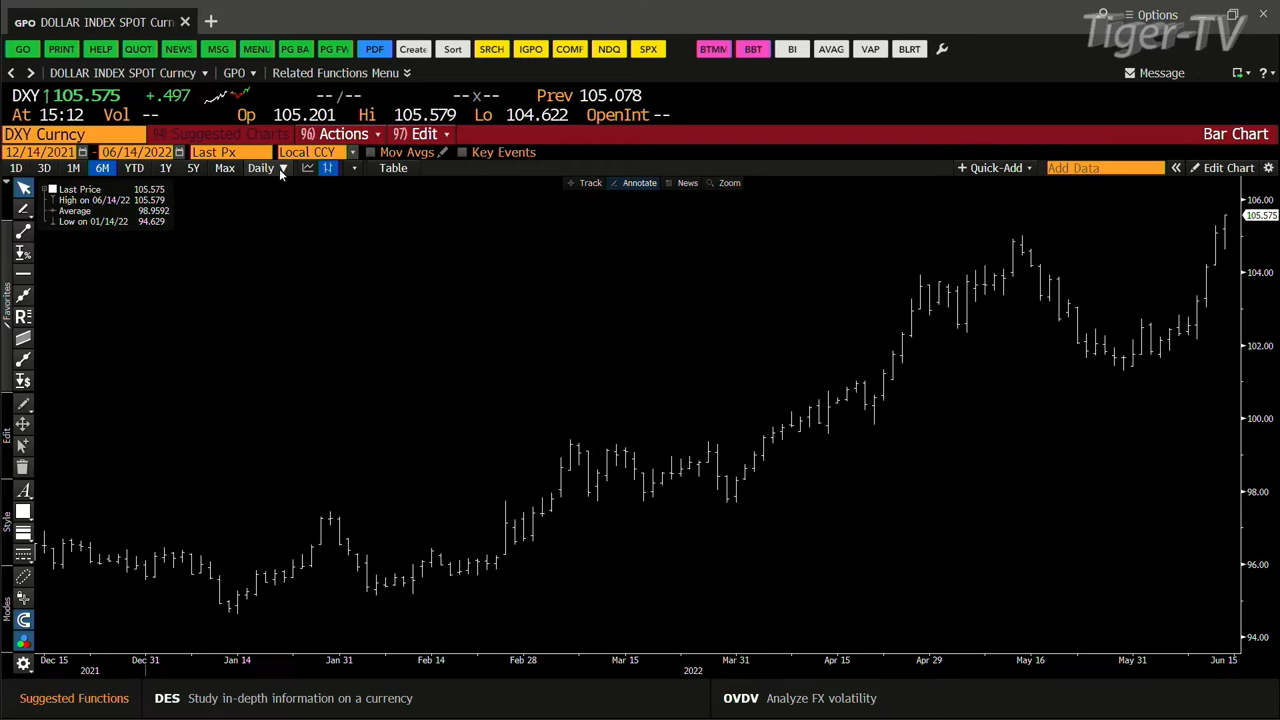 GPO DOLLAR INDEX SPOT Curn
Options
Tiger-TV
GO PRINT HELP QUOT NEWS MSG MENU PG BA PG FW PDF Create Sort SRCH IGPO COMF NDQ SPX BTMM BBT BI AVAG VAP BLRT
DOLLAR INDEX SPOT Curncy GPO Related Functions Menu Message
DXY ↑105.575 +.497 --/-- --x-- Prev 105.078
At 15:12 Vol -- Op 105.201 Hi 105.579 Lo 104.622 OpenInt --
DXY Curncy 94) Suggested Charts 96) Actions 97) Edit Bar Chart
12/14/2021 - 06/14/2022 Last Px Local CCY Mov Avgs Key Events
1D 3D 1M 6M YTD 1Y 5Y Max Daily Table + Quick-Add Add Data Edit Chart
Track Annotate News Zoom
Last Price 105.575
High on 06/14/22 105.579
Average 98.9592
Low on 01/14/22 94.629
Favorites
Edit
Style
Modes
106.00
105.575
104.00
102.00
100.00
98.00
96.00
94.00
Dec 15 Dec 31 Jan 14 Jan 31 Feb 14 Feb 28 Mar 15 Mar 31 Apr 15 Apr 29 May 16 May 31 Jun 15
2021 2022
Suggested Functions DES Study in-depth information on a currency OVDV Analyze FX volatility